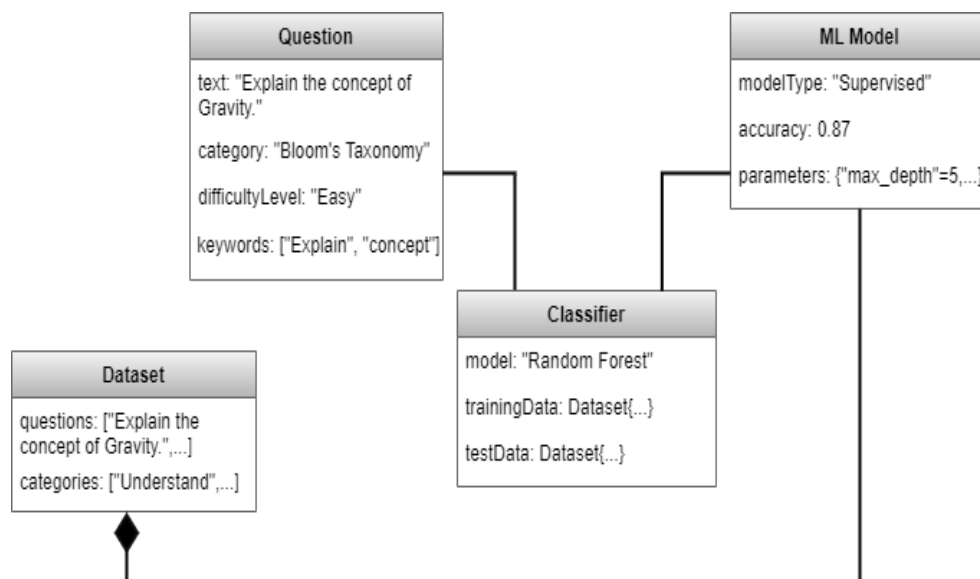 Question
text: "Explain the concept of
Gravity."
category: "Bloom's Taxonomy"
difficultyLevel: "Easy"
keywords: ["Explain", "concept"]
ML Model
modelType: "Supervised"
accuracy: 0.87
parameters: {"max_depth"=5,...]
Classifier
model: "Random Forest"
trainingData: Dataset{...}
testData: Dataset{...}
Dataset
questions: ["Explain the
concept of Gravity.",...]
categories: ["Understand",...]